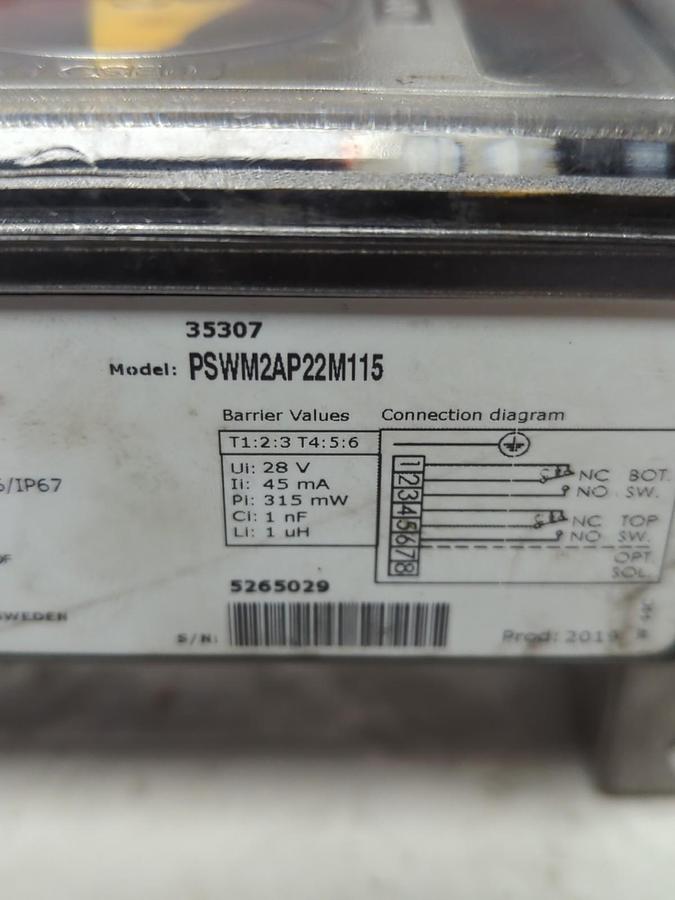 35307
Model: PSWM2AP22M115
Barrier Values
T1:2:3 T4:5:6
Ui: 28 V
Ii: 45 mA
Pi: 315 mW
Ci: 1 nF
Li: 1 uH
Connection diagram
1
2
3
4
5
6
7
8
NC BOT.
NO SW.
NC TOP
NO SW.
OPT.
SOL.
/IP67
SWEDEN
5265029
S/N:
Prod: 2019